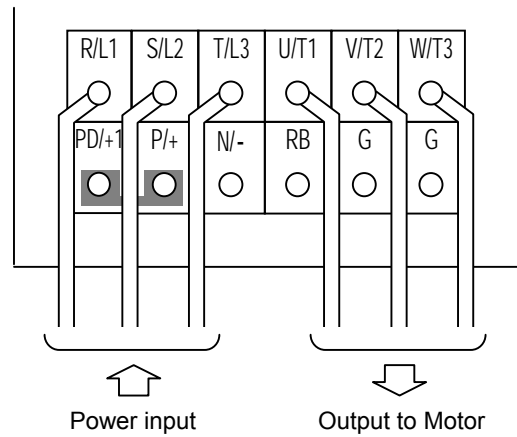 R/L1 S/L2 T/L3 U/T1 V/T2 W/T3
PD/+1 P/+ N/- RB G G
Power input Output to Motor